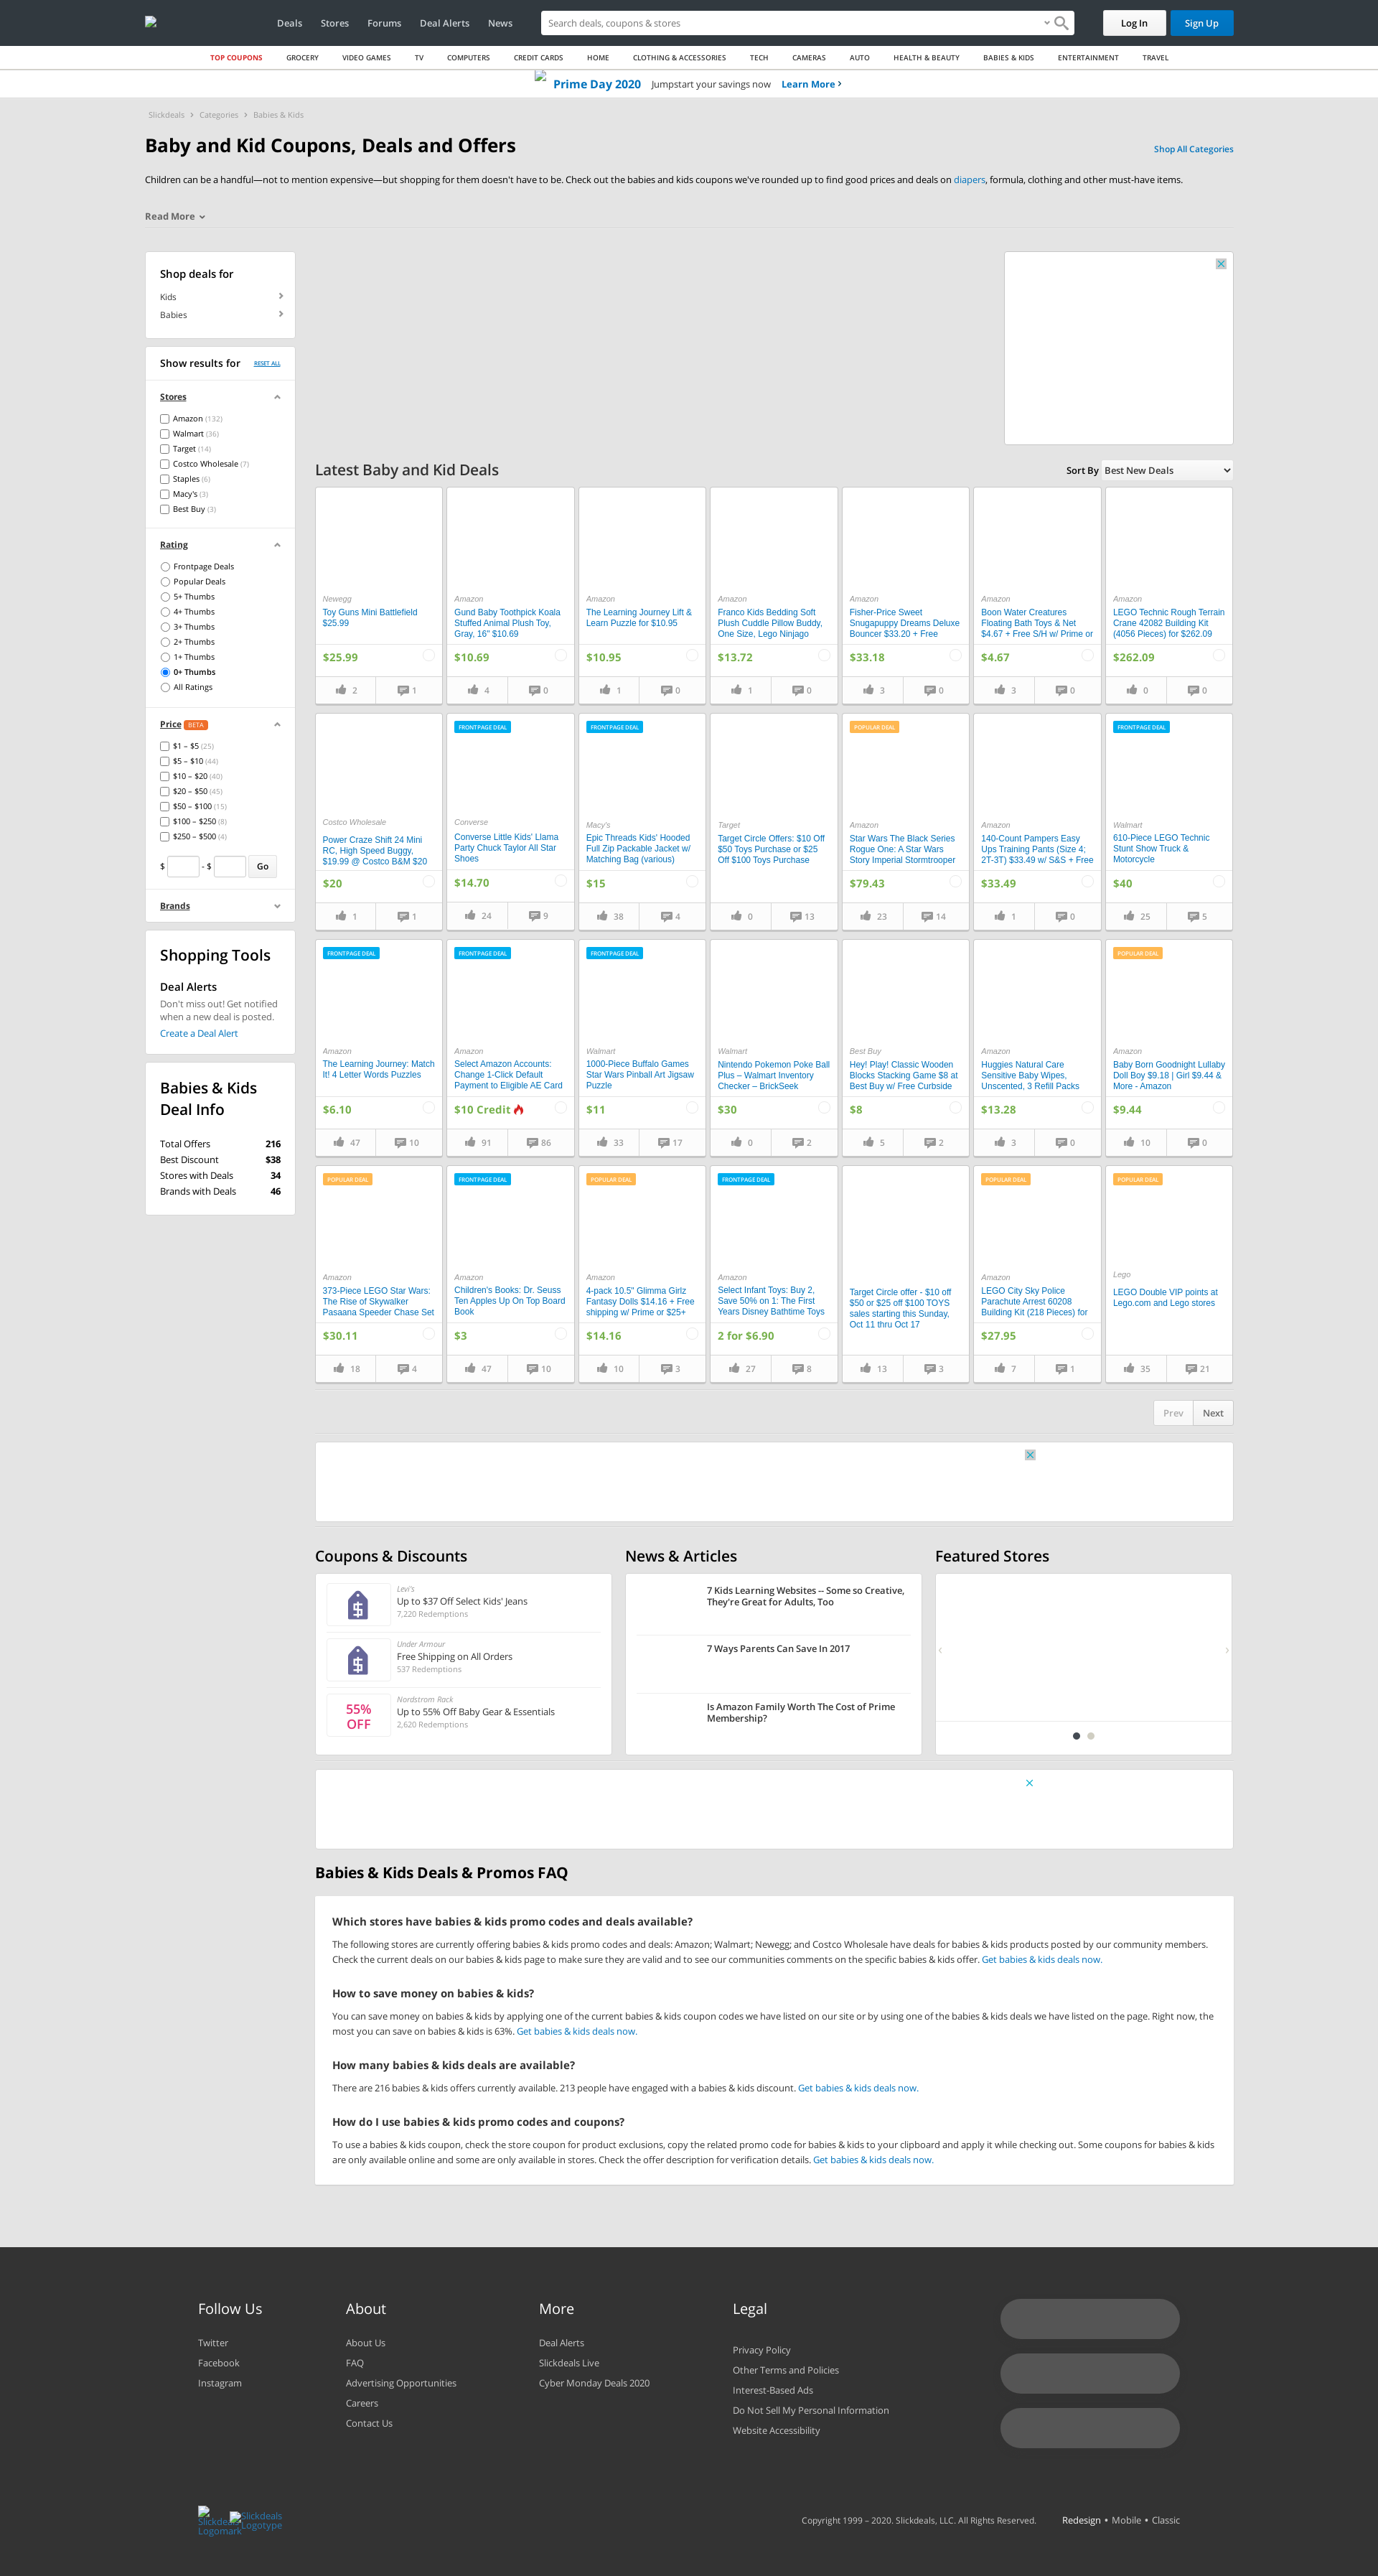 Deals
Stores
Forums
Deal Alerts
News
Search deals, coupons & stores
Log In
Sign Up
TOP COUPONS
GROCERY
VIDEO GAMES
TV
COMPUTERS
CREDIT CARDS
HOME
CLOTHING & ACCESSORIES
TECH
CAMERAS
AUTO
HEALTH & BEAUTY
BABIES & KIDS
ENTERTAINMENT
TRAVEL
Prime Day 2020 Jumpstart your savings now Learn More
Slickdeals > Categories > Babies & Kids
Baby and Kid Coupons, Deals and Offers
Shop All Categories
Children can be a handful—not to mention expensive—but shopping for them doesn't have to be. Check out the babies and kids coupons we've rounded up to find good prices and deals on diapers, formula, clothing and other must-have items.
Read More
Shop deals for
Kids
Babies
Show results for
RESET ALL
Stores
Amazon (132)
Walmart (36)
Target (14)
Costco Wholesale (7)
Staples (6)
Macy's (3)
Best Buy (3)
Rating
Frontpage Deals
Popular Deals
5+ Thumbs
4+ Thumbs
3+ Thumbs
2+ Thumbs
1+ Thumbs
0+ Thumbs
All Ratings
Price BETA
$1 – $5 (25)
$5 – $10 (44)
$10 – $20 (40)
$20 – $50 (45)
$50 – $100 (15)
$100 – $250 (8)
$250 – $500 (4)
$ - $ Go
Brands
Shopping Tools
Deal Alerts
Don't miss out! Get notified
when a new deal is posted.
Create a Deal Alert
Babies & Kids
Deal Info
Total Offers 216
Best Discount $38
Stores with Deals 34
Brands with Deals 46
Latest Baby and Kid Deals
Sort By Best New Deals
Newegg
Toy Guns Mini Battlefield
$25.99
$25.99
2 1
Amazon
Gund Baby Toothpick Koala
Stuffed Animal Plush Toy,
Gray, 16" $10.69
$10.69
4 0
Amazon
The Learning Journey Lift &
Learn Puzzle for $10.95
$10.95
1 0
Amazon
Franco Kids Bedding Soft
Plush Cuddle Pillow Buddy,
One Size, Lego Ninjago
$13.72
1 0
Amazon
Fisher-Price Sweet
Snugapuppy Dreams Deluxe
Bouncer $33.20 + Free
$33.18
3 0
Amazon
Boon Water Creatures
Floating Bath Toys & Net
$4.67 + Free S/H w/ Prime or
$4.67
3 0
Amazon
LEGO Technic Rough Terrain
Crane 42082 Building Kit
(4056 Pieces) for $262.09
$262.09
0 0
Costco Wholesale
Power Craze Shift 24 Mini
RC, High Speed Buggy,
$19.99 @ Costco B&M $20
$20
1 1
FRONTPAGE DEAL
Converse
Converse Little Kids' Llama
Party Chuck Taylor All Star
Shoes
$14.70
24 9
FRONTPAGE DEAL
Macy's
Epic Threads Kids' Hooded
Full Zip Packable Jacket w/
Matching Bag (various)
$15
38 4
Target
Target Circle Offers: $10 Off
$50 Toys Purchase or $25
Off $100 Toys Purchase
0 13
POPULAR DEAL
Amazon
Star Wars The Black Series
Rogue One: A Star Wars
Story Imperial Stormtrooper
$79.43
23 14
Amazon
140-Count Pampers Easy
Ups Training Pants (Size 4;
2T-3T) $33.49 w/ S&S + Free
$33.49
1 0
FRONTPAGE DEAL
Walmart
610-Piece LEGO Technic
Stunt Show Truck &
Motorcycle
$40
25 5
FRONTPAGE DEAL
Amazon
The Learning Journey: Match
It! 4 Letter Words Puzzles
$6.10
47 10
FRONTPAGE DEAL
Amazon
Select Amazon Accounts:
Change 1-Click Default
Payment to Eligible AE Card
$10 Credit
91 86
FRONTPAGE DEAL
Walmart
1000-Piece Buffalo Games
Star Wars Pinball Art Jigsaw
Puzzle
$11
33 17
Walmart
Nintendo Pokemon Poke Ball
Plus – Walmart Inventory
Checker – BrickSeek
$30
0 2
Best Buy
Hey! Play! Classic Wooden
Blocks Stacking Game $8 at
Best Buy w/ Free Curbside
$8
5 2
Amazon
Huggies Natural Care
Sensitive Baby Wipes,
Unscented, 3 Refill Packs
$13.28
3 0
POPULAR DEAL
Amazon
Baby Born Goodnight Lullaby
Doll Boy $9.18 | Girl $9.44 &
More - Amazon
$9.44
10 0
POPULAR DEAL
Amazon
373-Piece LEGO Star Wars:
The Rise of Skywalker
Pasaana Speeder Chase Set
$30.11
18 4
FRONTPAGE DEAL
Amazon
Children's Books: Dr. Seuss
Ten Apples Up On Top Board
Book
$3
47 10
POPULAR DEAL
Amazon
4-pack 10.5" Glimma Girlz
Fantasy Dolls $14.16 + Free
shipping w/ Prime or $25+
$14.16
10 3
FRONTPAGE DEAL
Amazon
Select Infant Toys: Buy 2,
Save 50% on 1: The First
Years Disney Bathtime Toys
2 for $6.90
27 8
Target Circle offer - $10 off
$50 or $25 off $100 TOYS
sales starting this Sunday,
Oct 11 thru Oct 17
13 3
POPULAR DEAL
Amazon
LEGO City Sky Police
Parachute Arrest 60208
Building Kit (218 Pieces) for
$27.95
7 1
POPULAR DEAL
Lego
LEGO Double VIP points at
Lego.com and Lego stores
35 21
Prev Next
Coupons & Discounts
Levi's
Up to $37 Off Select Kids' Jeans
7,220 Redemptions
Under Armour
Free Shipping on All Orders
537 Redemptions
55%
OFF
Nordstrom Rack
Up to 55% Off Baby Gear & Essentials
2,620 Redemptions
News & Articles
7 Kids Learning Websites -- Some so Creative,
They're Great for Adults, Too
7 Ways Parents Can Save In 2017
Is Amazon Family Worth The Cost of Prime
Membership?
Featured Stores
Babies & Kids Deals & Promos FAQ
Which stores have babies & kids promo codes and deals available?
The following stores are currently offering babies & kids promo codes and deals: Amazon; Walmart; Newegg; and Costco Wholesale have deals for babies & kids products posted by our community members.
Check the current deals on our babies & kids page to make sure they are valid and to see our communities comments on the specific babies & kids offer. Get babies & kids deals now.
How to save money on babies & kids?
You can save money on babies & kids by applying one of the current babies & kids coupon codes we have listed on our site or by using one of the babies & kids deals we have listed on the page. Right now, the
most you can save on babies & kids is 63%. Get babies & kids deals now.
How many babies & kids deals are available?
There are 216 babies & kids offers currently available. 213 people have engaged with a babies & kids discount. Get babies & kids deals now.
How do I use babies & kids promo codes and coupons?
To use a babies & kids coupon, check the store coupon for product exclusions, copy the related promo code for babies & kids to your clipboard and apply it while checking out. Some coupons for babies & kids
are only available online and some are only available in stores. Check the offer description for verification details. Get babies & kids deals now.
Follow Us
Twitter
Facebook
Instagram
About
About Us
FAQ
Advertising Opportunities
Careers
Contact Us
More
Deal Alerts
Slickdeals Live
Cyber Monday Deals 2020
Legal
Privacy Policy
Other Terms and Policies
Interest-Based Ads
Do Not Sell My Personal Information
Website Accessibility
Slickdeals
Logomark
Slickdeals
Logotype
Copyright 1999 – 2020. Slickdeals, LLC. All Rights Reserved.
Redesign • Mobile • Classic